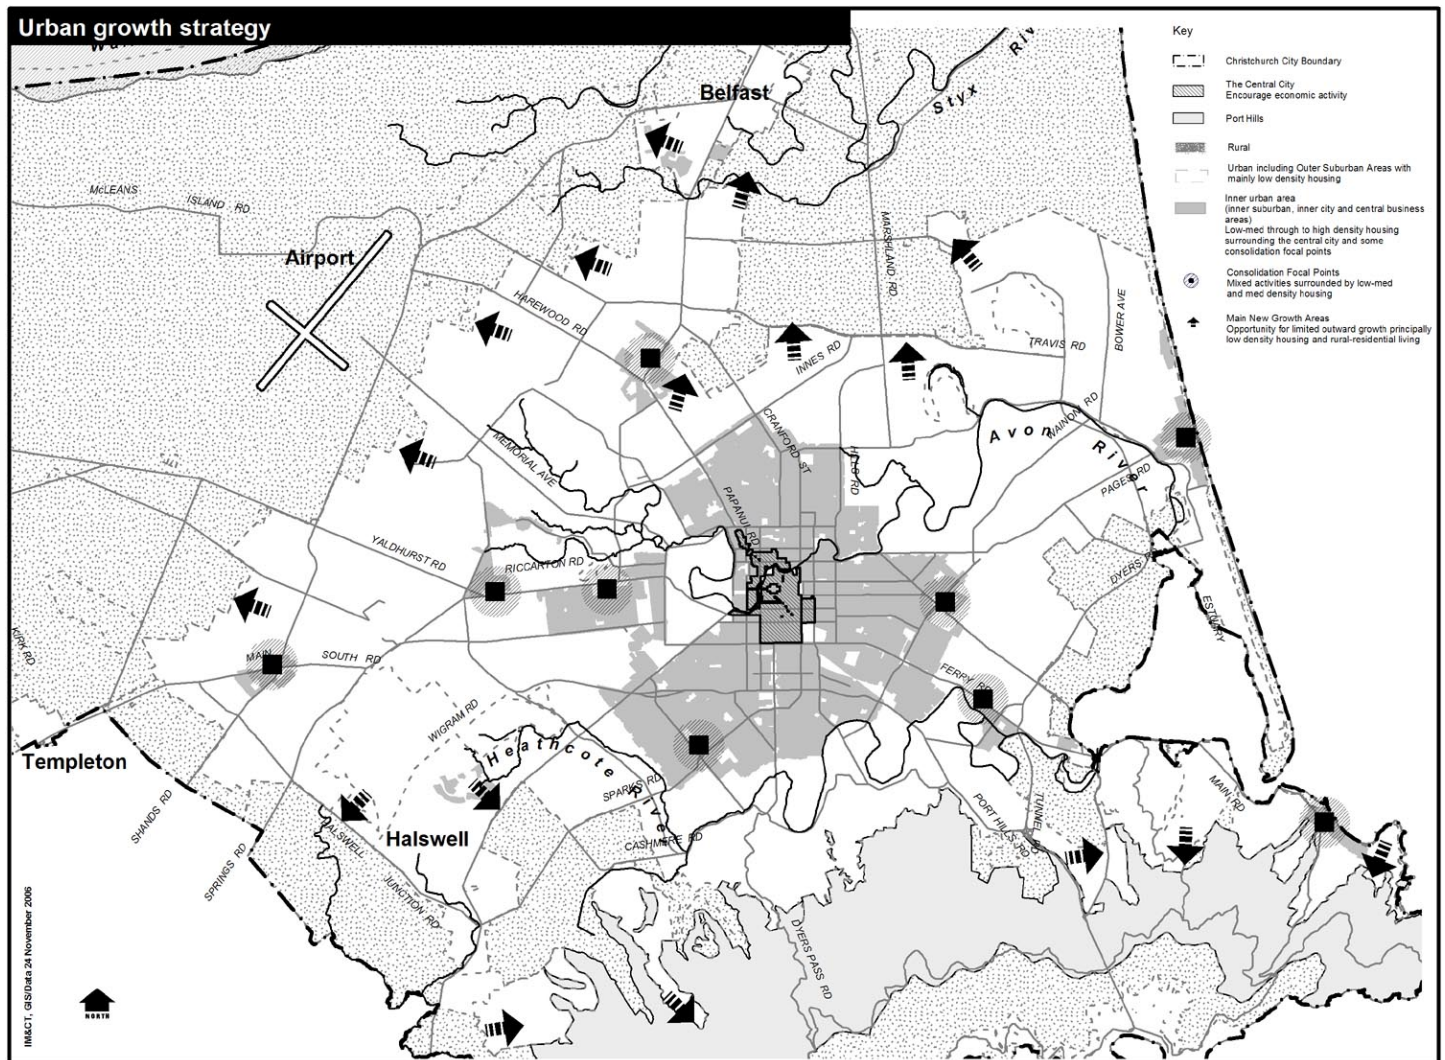 Urban growth strategy
Key
Christchurch City Boundary
The Central City
Encourage economic activity
Port Hills
Rural
Urban including Outer Suburban Areas with
mainly low density housing
Inner urban area
(inner suburban, inner city and central business
areas)
Low-med through to high density housing
surrounding the central city and some
consolidation focal points
Consolidation Focal Points
Mixed activities surrounded by low-med
and med density housing
Main New Growth Areas
Opportunity for limited outward growth principally
low density housing and rural-residential living
Belfast
Styx
Riv
McLEANS
ISLAND RD
Airport
MARSHLAND RD
HAREWOOD RD
INNES RD
TRAVIS RD
BOWER AVE
CRANFORD ST
MEMORIAL AVE
HILLS RD
Avon
River
WAINONI RD
PAGES RD
PAPANUI RD
YALDHURST RD
RICCARTON RD
DYERS
ESTUARY
KIRK RD
MAIN
SOUTH RD
FERRY RD
WIGRAM RD
Templeton
Heathcote
River
SPARKS RD
SHANDS RD
HALSWELL
JUNCTION RD
Halswell
CASHMERE RD
PORT HILLS RD
TUNNEL RD
MAIN RD
SPRINGS RD
DYERS PASS RD
IM&CT, GIS/Data 24 November 2006
NORTH